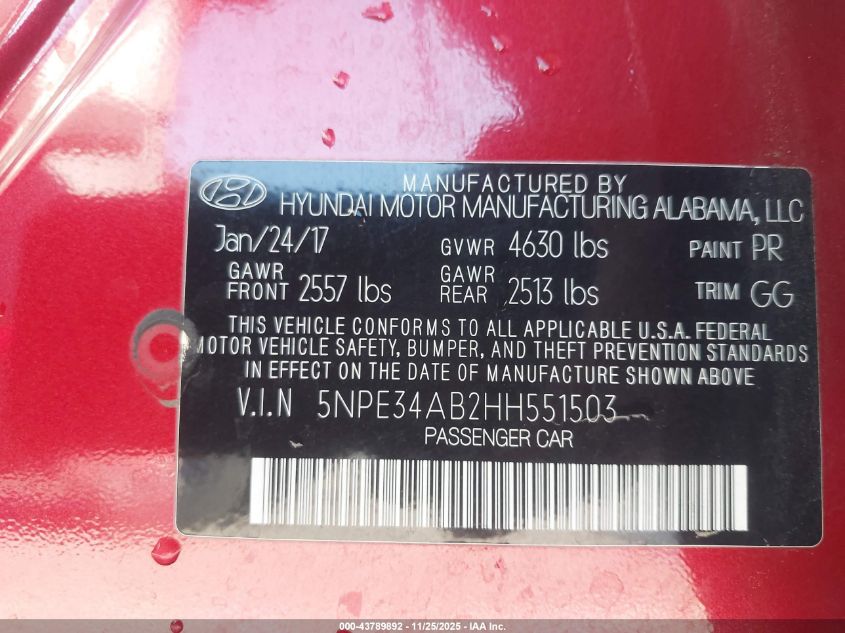 MANUFACTURED BY
HYUNDAI MOTOR MANUFACTURING ALABAMA, LLC
Jan/24/17 GVWR 4630 lbs PAINT PR
GAWR FRONT 2557 lbs GAWR REAR 2513 lbs TRIM GG
THIS VEHICLE CONFORMS TO ALL APPLICABLE U.S.A. FEDERAL
MOTOR VEHICLE SAFETY, BUMPER, AND THEFT PREVENTION STANDARDS
IN EFFECT ON THE DATE OF MANUFACTURE SHOWN ABOVE
V.I.N 5NPE34AB2HH551503
PASSENGER CAR
000-43789892 - 11/25/2025 - IAA Inc.